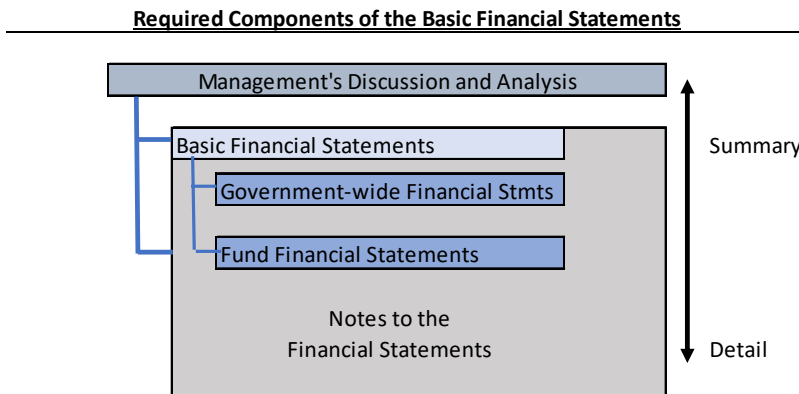 Required Components of the Basic Financial Statements
Management's Discussion and Analysis
Basic Financial Statements
Summary
Government-wide Financial Stmts
Fund Financial Statements
Notes to the
Financial Statements
Detail